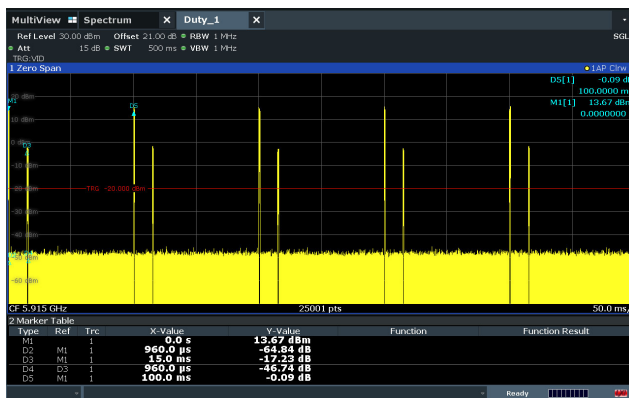 MultiView Spectrum X Duty_1 X
Ref Level 30.00 dBm Offset 21.00 dB RBW 1 MHz SGL
Att 15 dB SWT 500 ms VBW 1 MHz
TRG:VID
1 Zero Span 1AP Clrw
D5[1] -0.09 d
100.0000 m
M1[1] 13.67 dBm
0.0000000
20 dBm
M1 D5
0 dBm
D3
-10 dBm
-20 dBm TRG -20.000 dBm
-30 dBm
-40 dBm
-50 dBm
-60 dBm
CF 5.915 GHz 25001 pts 50.0 ms/
2 Marker Table
Type Ref Trc X-Value Y-Value Function Function Result
M1 1 0.0 s 13.67 dBm
D2 M1 1 960.0 µs -64.84 dB
D3 M1 1 15.0 ms -17.23 dB
D4 D3 1 960.0 µs -46.74 dB
D5 M1 1 100.0 ms -0.09 dB
Ready